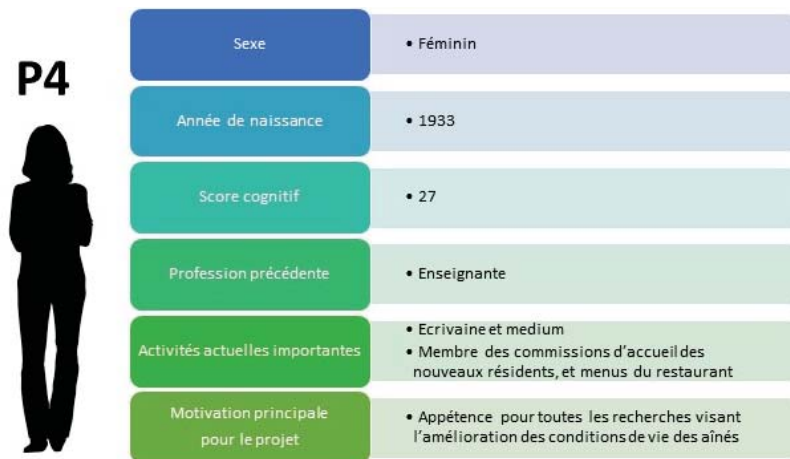 P4
Sexe
• Féminin
Année de naissance
• 1933
Score cognitif
• 27
Profession précédente
• Enseignante
Activités actuelles importantes
• Ecrivaine et medium
• Membre des commissions d'accueil des
nouveaux résidents, et menus du restaurant
Motivation principale
pour le projet
• Appétence pour toutes les recherches visant
l'amélioration des conditions de vie des aînés